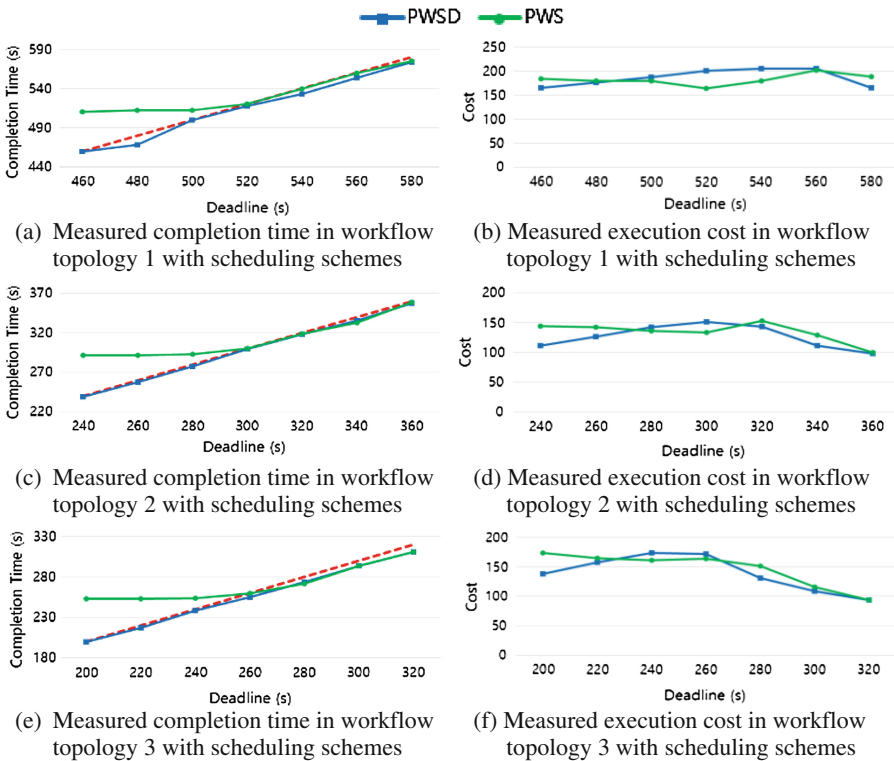 PWSD PWS
590
540
490
440
Completion Time (s)
460 480 500 520 540 560 580
Deadline (s)
(a) Measured completion time in workflow
topology 1 with scheduling schemes
250
200
150
100
50
0
Cost
460 480 500 520 540 560 580
Deadline (s)
(b) Measured execution cost in workflow
topology 1 with scheduling schemes
370
320
270
220
Completion Time (s)
240 260 280 300 320 340 360
Deadline (s)
(c) Measured completion time in workflow
topology 2 with scheduling schemes
200
150
100
50
0
Cost
240 260 280 300 320 340 360
Deadline (s)
(d) Measured execution cost in workflow
topology 2 with scheduling schemes
330
280
230
180
Completion Time (s)
200 220 240 260 280 300 320
Deadline (s)
(e) Measured completion time in workflow
topology 3 with scheduling schemes
200
150
100
50
0
Cost
200 220 240 260 280 300 320
Deadline (s)
(f) Measured execution cost in workflow
topology 3 with scheduling schemes